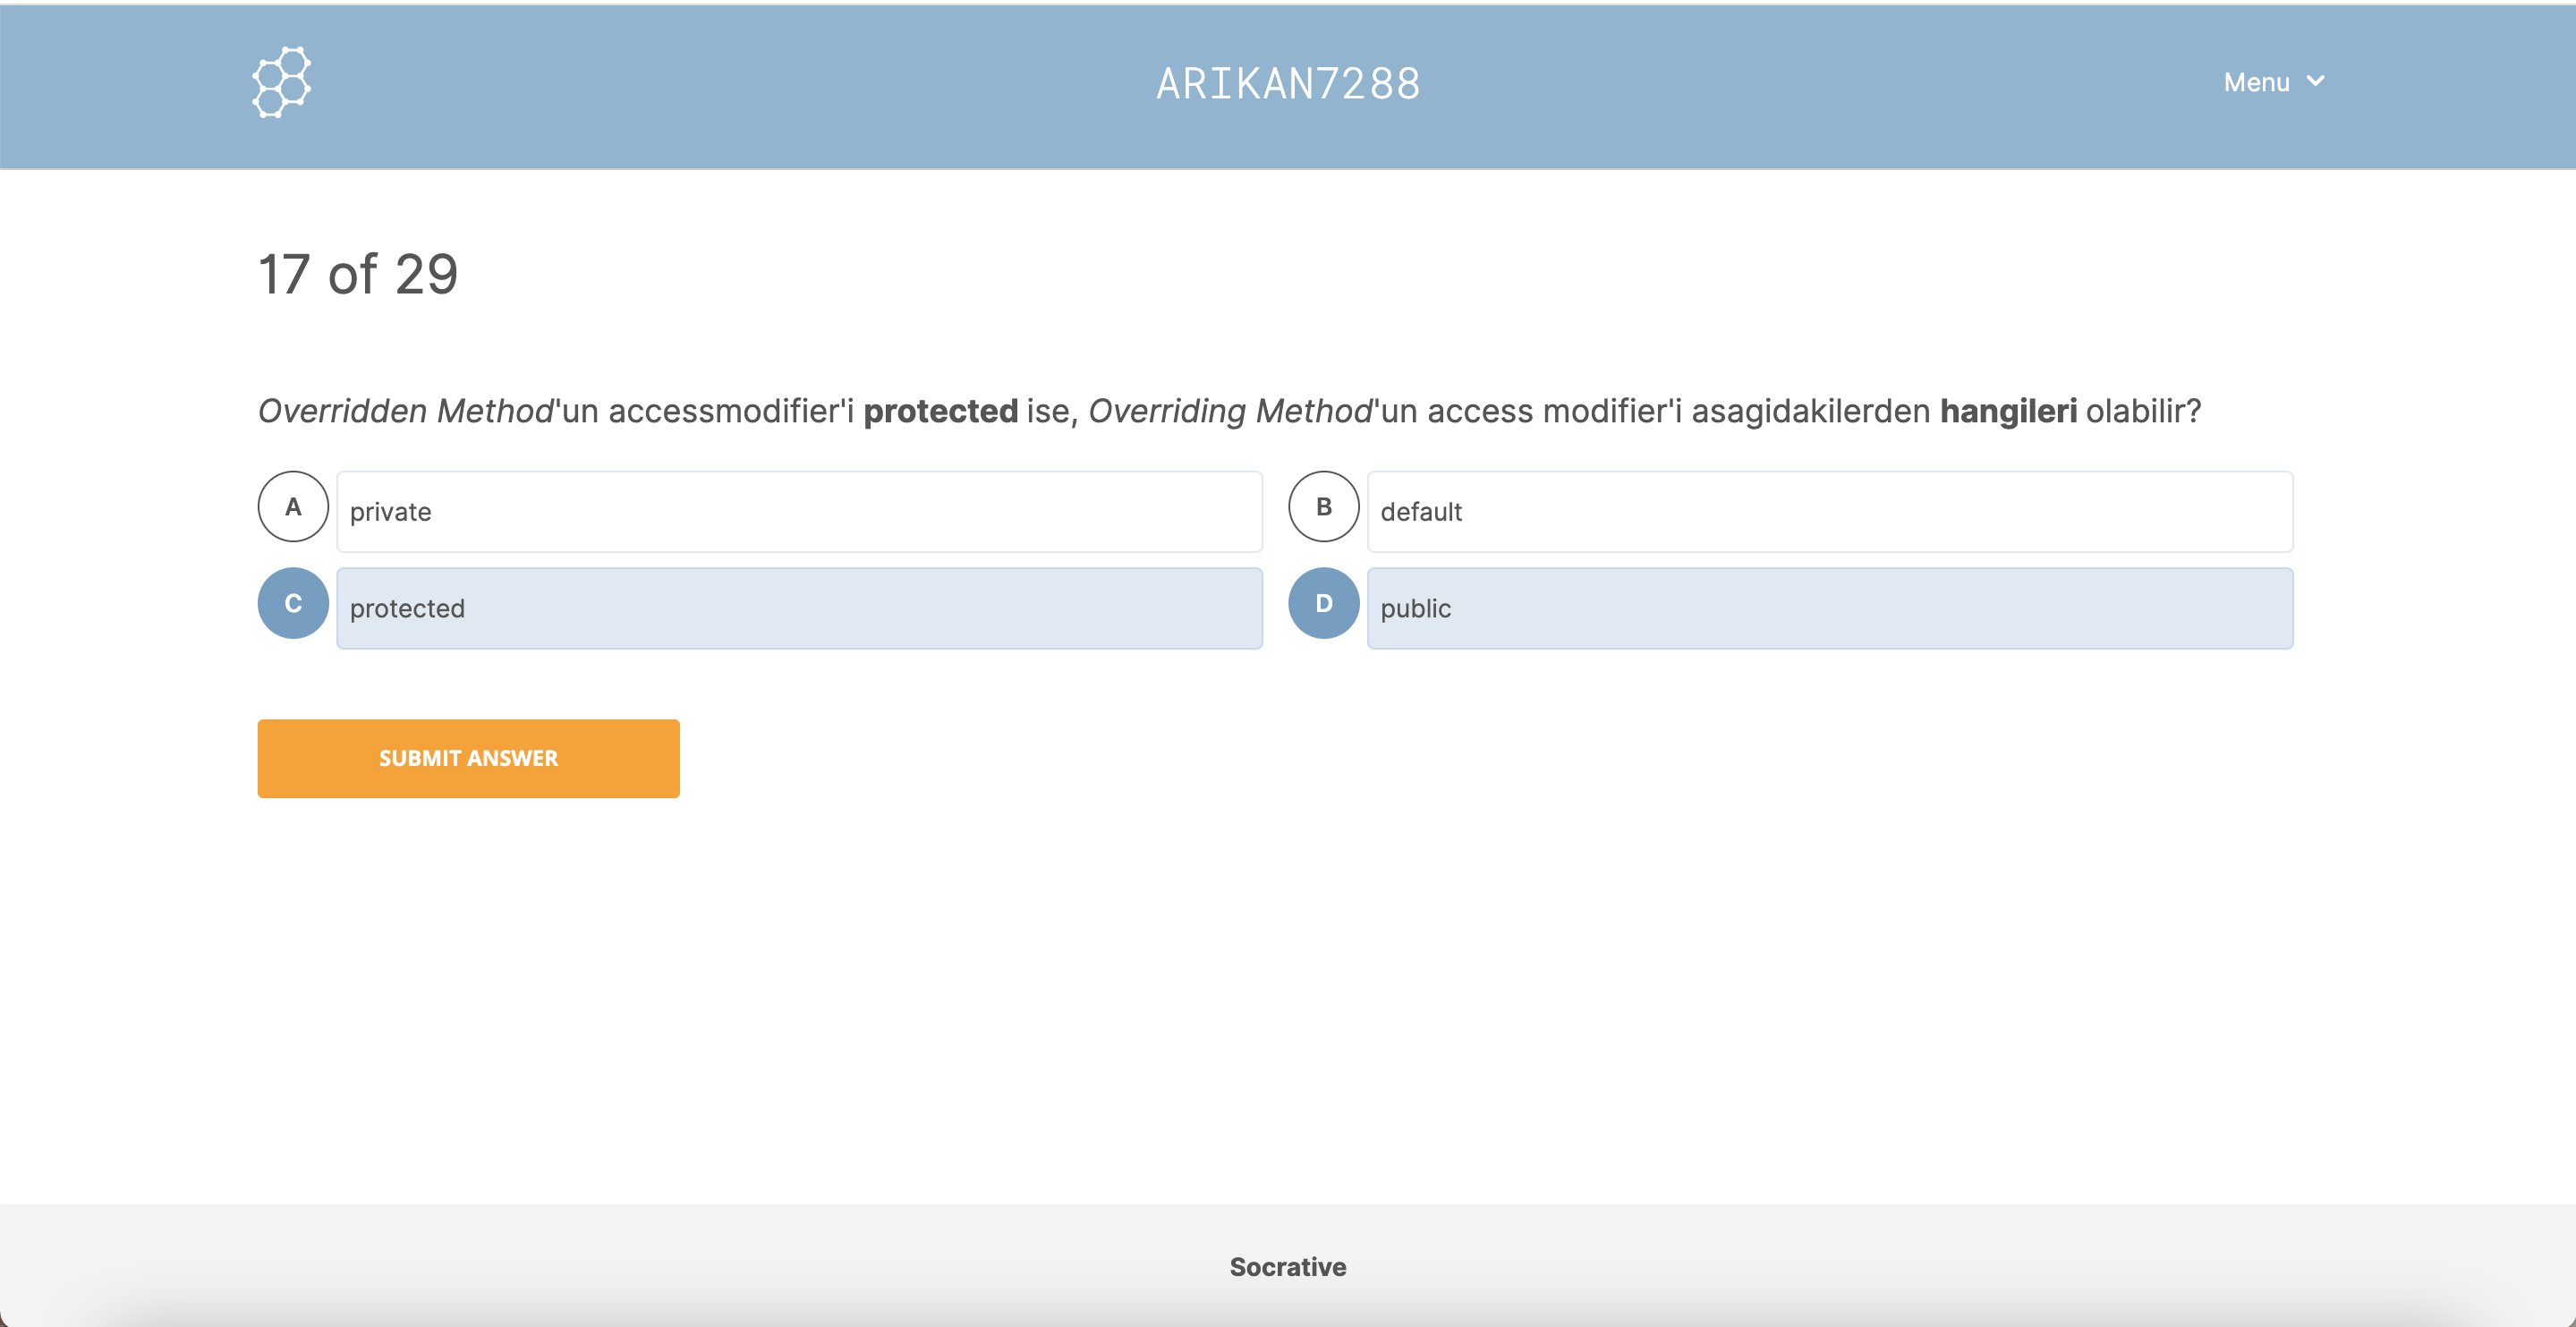 ARIKAN7288
Menu
17 of 29
Overridden Method'un accessmodifier'i protected ise, Overriding Method'un access modifier'i asagidakilerden hangileri olabilir?
A private
B default
C protected
D public
SUBMIT ANSWER
Socrative